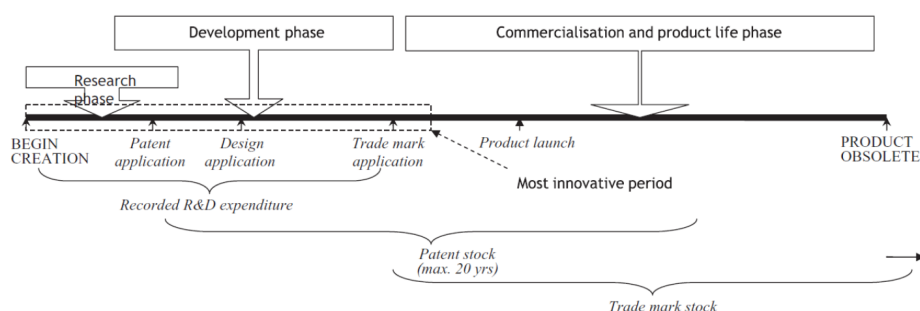 Development phase
Commercialisation and product life phase
Research
phase
BEGIN
CREATION
Patent
application
Design
application
Trade mark
application
Product launch
PRODUCT
OBSOLETE
Most innovative period
Recorded R&D expenditure
Patent stock
(max. 20 yrs)
Trade mark stock